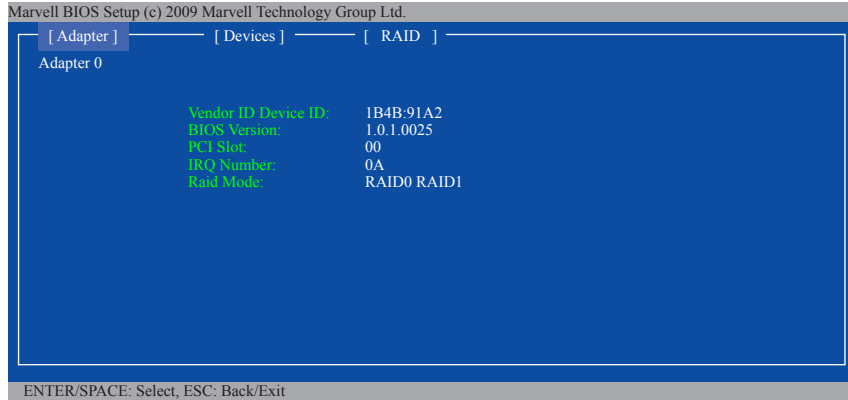 Marvell BIOS Setup (c) 2009 Marvell Technology Group Ltd.
[ Adapter ] [ Devices ] [ RAID ]
Adapter 0
Vendor ID Device ID: 1B4B:91A2
BIOS Version: 1.0.1.0025
PCI Slot: 00
IRQ Number: 0A
Raid Mode: RAID0 RAID1
ENTER/SPACE: Select, ESC: Back/Exit